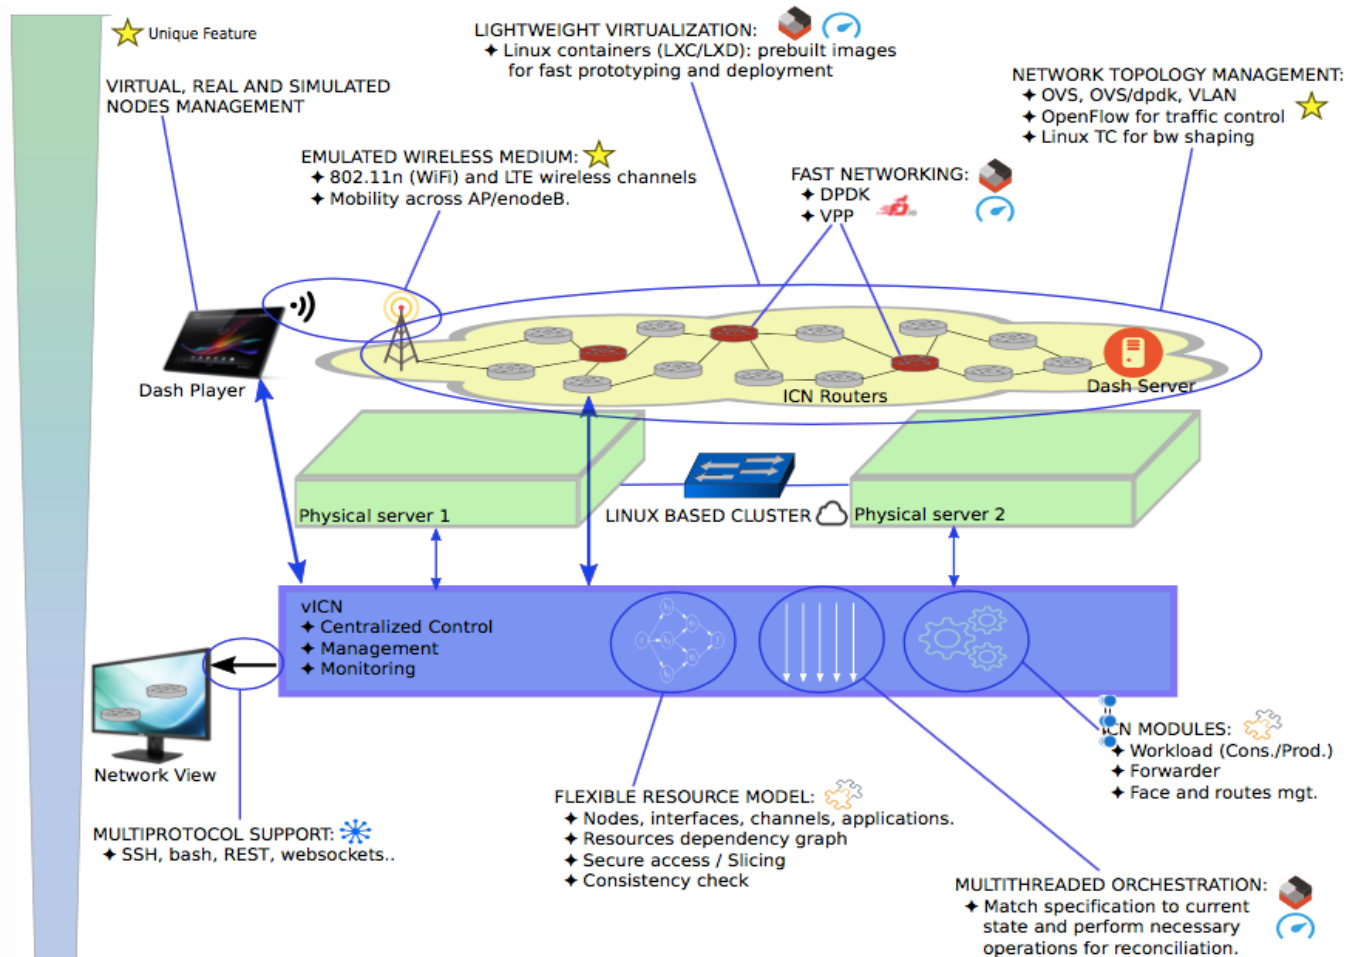 Unique Feature
VIRTUAL, REAL AND SIMULATED
NODES MANAGEMENT
LIGHTWEIGHT VIRTUALIZATION:
✦ Linux containers (LXC/LXD): prebuilt images
for fast prototyping and deployment
NETWORK TOPOLOGY MANAGEMENT:
✦ OVS, OVS/dpdk, VLAN
✦ OpenFlow for traffic control
✦ Linux TC for bw shaping
EMULATED WIRELESS MEDIUM:
✦ 802.11n (WiFi) and LTE wireless channels
✦ Mobility across AP/enodeB.
FAST NETWORKING:
✦ DPDK
✦ VPP
Dash Player
ICN Routers
Dash Server
Physical server 1
LINUX BASED CLUSTER
Physical server 2
vICN
✦ Centralized Control
✦ Management
✦ Monitoring
Network View
MULTIPROTOCOL SUPPORT:
✦ SSH, bash, REST, websockets..
FLEXIBLE RESOURCE MODEL:
✦ Nodes, interfaces, channels, applications.
✦ Resources dependency graph
✦ Secure access / Slicing
✦ Consistency check
ICN MODULES:
✦ Workload (Cons./Prod.)
✦ Forwarder
✦ Face and routes mgt.
MULTITHREADED ORCHESTRATION:
✦ Match specification to current
state and perform necessary
operations for reconciliation.